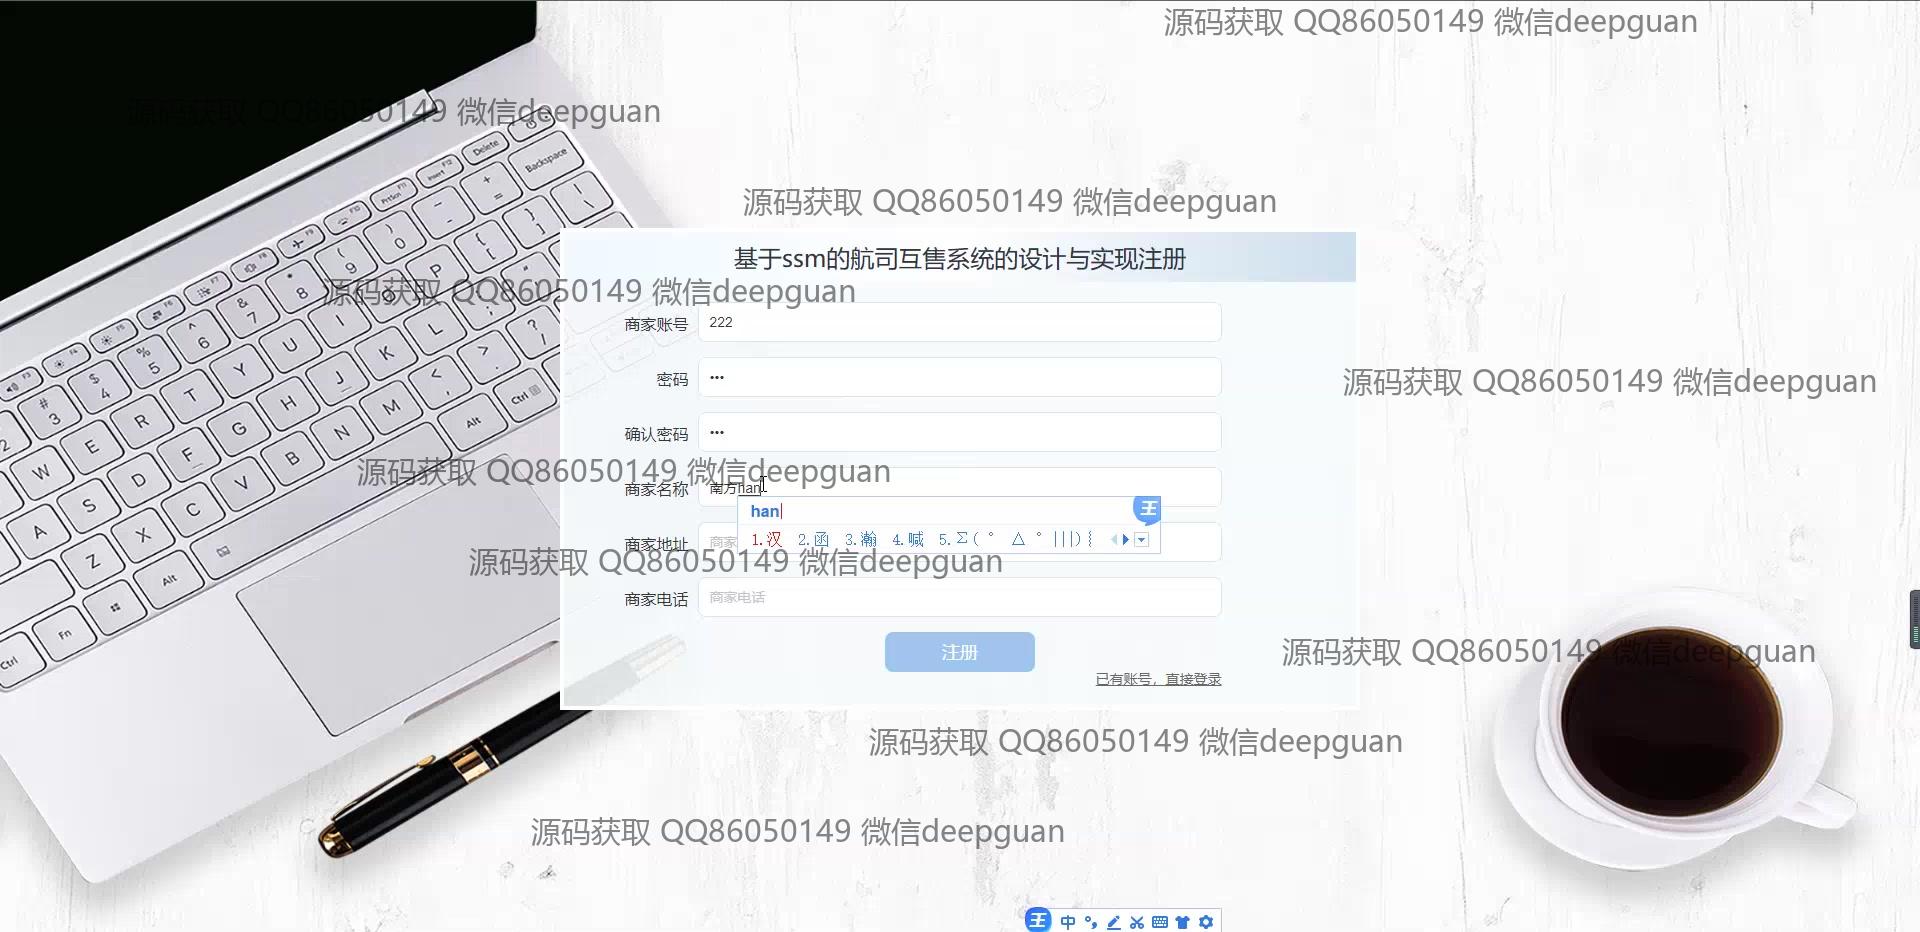 源码获取 QQ86050149 微信deepguan
源码获取 QQ86050149 微信deepguan
源码获取 QQ86050149 微信deepguan
基于ssm的航司互售系统的设计与实现注册
源码获取 QQ86050149 微信deepguan
商家账号 222
密码 •••
源码获取 QQ86050149 微信deepguan
确认密码 •••
源码获取 QQ86050149 微信deepguan
商家名称 南方han
han
1.汉 2.函 3.瀚 4.喊 5.Σ(°△°|||)︴
商家地址 商家
源码获取 QQ86050149 微信deepguan
商家电话 商家电话
注册
源码获取 QQ86050149 微信deepguan
已有账号，直接登录
源码获取 QQ86050149 微信deepguan
源码获取 QQ86050149 微信deepguan
王 中
Delete
Backspace
Insert
PrtScn
Ctrl
Alt
Q W E R T Y U I O P
A S D F G H J K L
Z X C V B N M
Alt
Fn
Ctrl